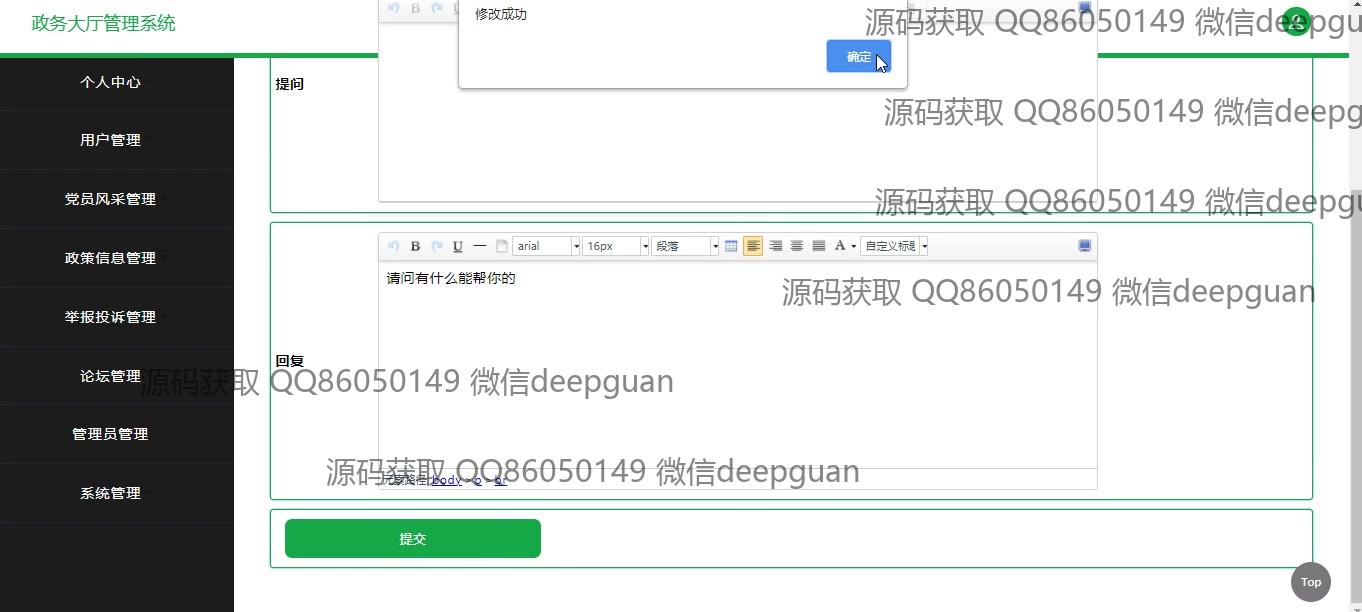 政务大厅管理系统
修改成功
确定
源码获取 QQ86050149 微信deepgu
个人中心
提问
源码获取 QQ86050149 微信deepg
用户管理
党员风采管理
源码获取 QQ86050149 微信deepgu
B U — arial 16px 段落 A 自定义标题
政策信息管理
请问有什么能帮你的
源码获取 QQ86050149 微信deepguan
举报投诉管理
回复
论坛管理
源码获取 QQ86050149 微信deepguan
管理员管理
源码获取 QQ86050149 微信deepguan
元素路径: body > p > br
系统管理
提交
Top